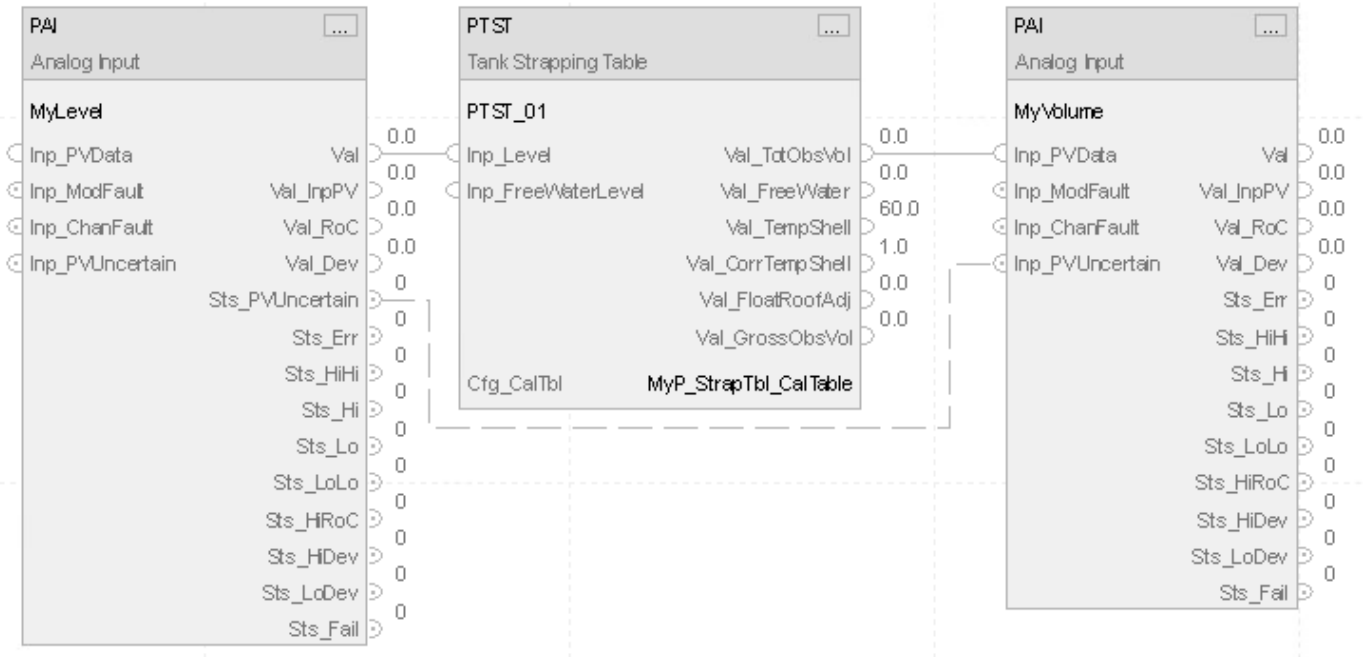 PAI ...
Analog Input
MyLevel
0.0
Inp_PVData Val
0.0
Inp_ModFault Val_InpPV
0.0
Inp_ChanFault Val_RoC
0.0
Inp_PVUncertain Val_Dev
0
Sts_PVUncertain
0
Sts_Err
0
Sts_HiHi
0
Sts_Hi
0
Sts_Lo
0
Sts_LoLo
0
Sts_HiRoC
0
Sts_HiDev
0
Sts_LoDev
0
Sts_Fail
PTST ...
Tank Strapping Table
PTST_01
0.0
Inp_Level Val_TotObsVol
0.0
Inp_FreeWaterLevel Val_FreeWater
60.0
Val_TempShell
1.0
Val_CorrTempShell
0.0
Val_FloatRoofAdj
0.0
Val_GrossObsVol
Cfg_CalTbl MyP_StrapTbl_CalTable
PAI ...
Analog Input
MyVolume
0.0
Inp_PVData Val
0.0
Inp_ModFault Val_InpPV
0.0
Inp_ChanFault Val_RoC
0.0
Inp_PVUncertain Val_Dev
0
Sts_Err
0
Sts_HiHi
0
Sts_Hi
0
Sts_Lo
0
Sts_LoLo
0
Sts_HiRoC
0
Sts_HiDev
0
Sts_LoDev
0
Sts_Fail